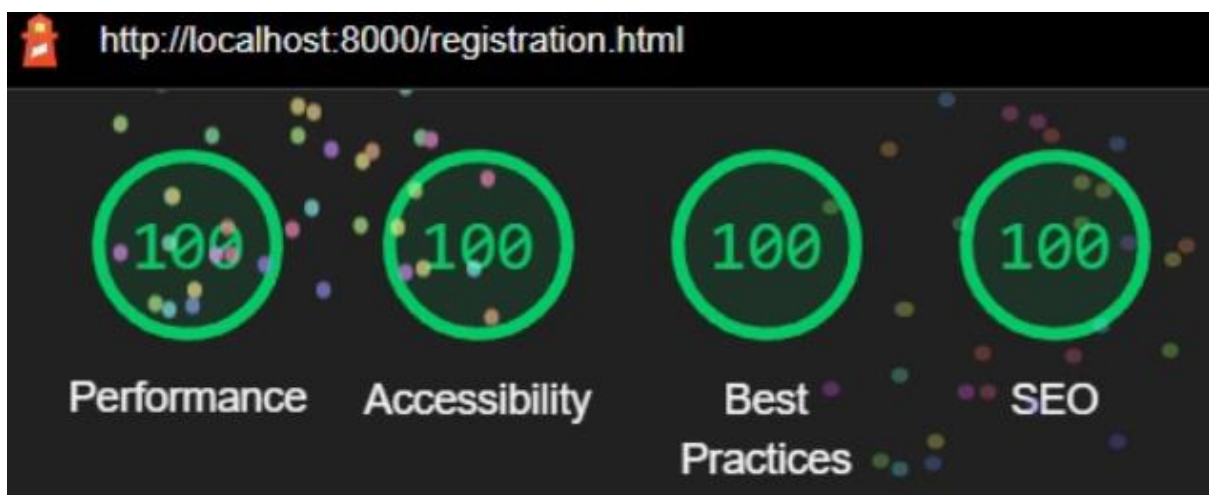 http://localhost:8000/registration.html
100 100 100 100
Performance Accessibility Best Practices SEO